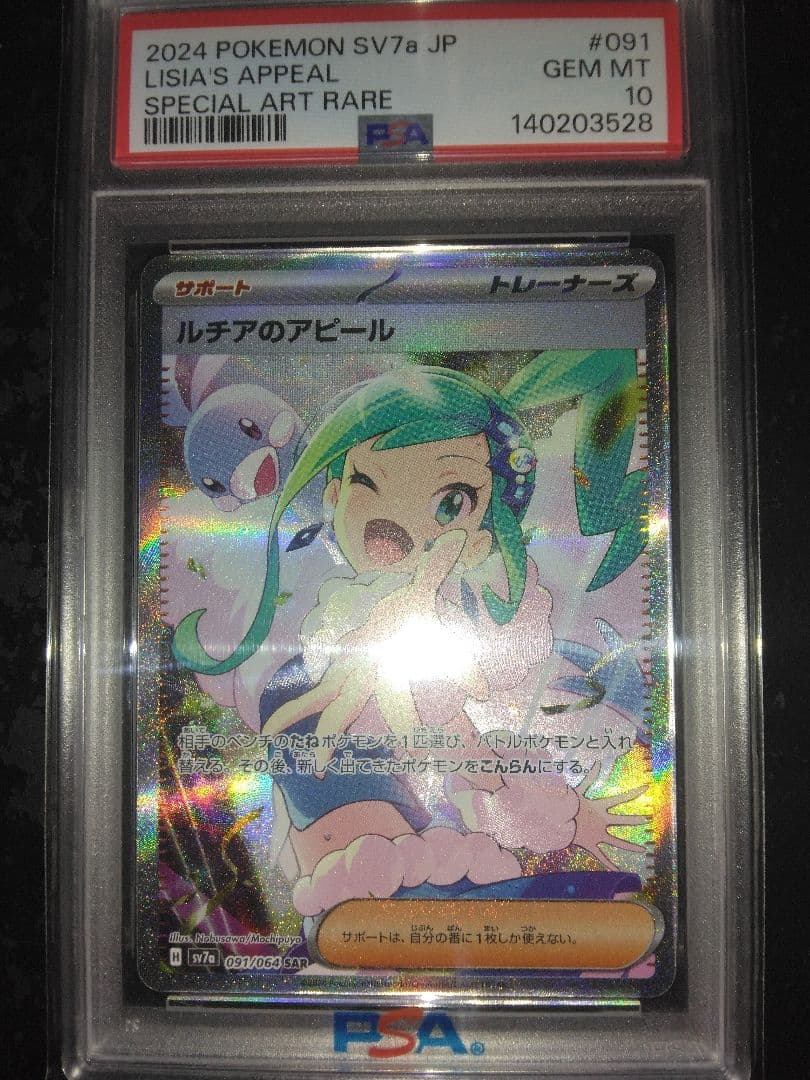 2024 POKEMON SV7a JP #091
LISIA'S APPEAL GEM MT
SPECIAL ART RARE 10
PSA 140203528
サポート トレーナーズ
ルチアのアピール
相手のベンチのたねポケモンを1匹選び、バトルポケモンと入れ
替える。その後、新しく出てきたポケモンをこんらんにする。
サポートは、自分の番に1枚しか使えない。
Illus. Nobusawa/Mochipuyo
H sv7a 091/064 SAR
PSA®